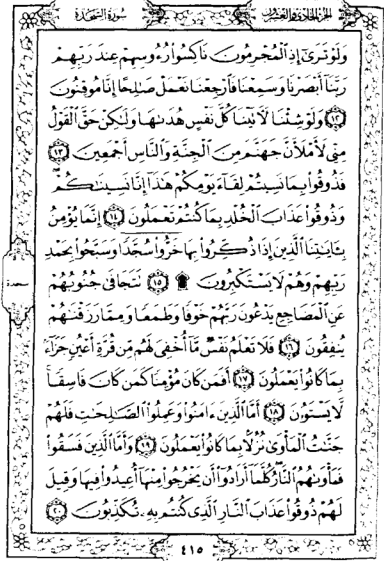 الجزء الحادي والعشرون
سورة السجدة
وَلَوْ تَرَىٰٓ إِذِ ٱلْمُجْرِمُونَ نَاكِسُوا۟ رُءُوسِهِمْ عِندَ رَبِّهِمْ
رَبَّنَآ أَبْصَرْنَا وَسَمِعْنَا فَٱرْجِعْنَا نَعْمَلْ صَٰلِحًا إِنَّا مُوقِنُونَ
١٢ وَلَوْ شِئْنَا لَءَاتَيْنَا كُلَّ نَفْسٍ هُدَىٰهَا وَلَٰكِنْ حَقَّ ٱلْقَوْلُ
مِنِّى لَأَمْلَأَنَّ جَهَنَّمَ مِنَ ٱلْجِنَّةِ وَٱلنَّاسِ أَجْمَعِينَ ١٣
فَذُوقُوا۟ بِمَا نَسِيتُمْ لِقَآءَ يَوْمِكُمْ هَٰذَآ إِنَّا نَسِينَٰكُمْ
وَذُوقُوا۟ عَذَابَ ٱلْخُلْدِ بِمَا كُنتُمْ تَعْمَلُونَ ١٤ إِنَّمَا يُؤْمِنُ
بِـَٔايَٰتِنَا ٱلَّذِينَ إِذَا ذُكِّرُوا۟ بِهَا خَرُّوا۟ سُجَّدًا وَسَبَّحُوا۟ بِحَمْدِ
رَبِّهِمْ وَهُمْ لَا يَسْتَكْبِرُونَ ۩ ١٥ تَتَجَافَىٰ جُنُوبُهُمْ
سجدة
عَنِ ٱلْمَضَاجِعِ يَدْعُونَ رَبَّهُمْ خَوْفًا وَطَمَعًا وَمِمَّا رَزَقْنَٰهُمْ
يُنفِقُونَ ١٦ فَلَا تَعْلَمُ نَفْسٌ مَّآ أُخْفِىَ لَهُم مِّن قُرَّةِ أَعْيُنٍ جَزَآءًۢ
بِمَا كَانُوا۟ يَعْمَلُونَ ١٧ أَفَمَن كَانَ مُؤْمِنًا كَمَن كَانَ فَاسِقًا
لَّا يَسْتَوُۥنَ ١٨ أَمَّا ٱلَّذِينَ ءَامَنُوا۟ وَعَمِلُوا۟ ٱلصَّٰلِحَٰتِ فَلَهُمْ
جَنَّٰتُ ٱلْمَأْوَىٰ نُزُلًۢا بِمَا كَانُوا۟ يَعْمَلُونَ ١٩ وَأَمَّا ٱلَّذِينَ فَسَقُوا۟
فَمَأْوَىٰهُمُ ٱلنَّارُ كُلَّمَآ أَرَادُوٓا۟ أَن يَخْرُجُوا۟ مِنْهَآ أُعِيدُوا۟ فِيهَا وَقِيلَ
لَهُمْ ذُوقُوا۟ عَذَابَ ٱلنَّارِ ٱلَّذِى كُنتُم بِهِۦ تُكَذِّبُونَ ٢٠
٤١٥